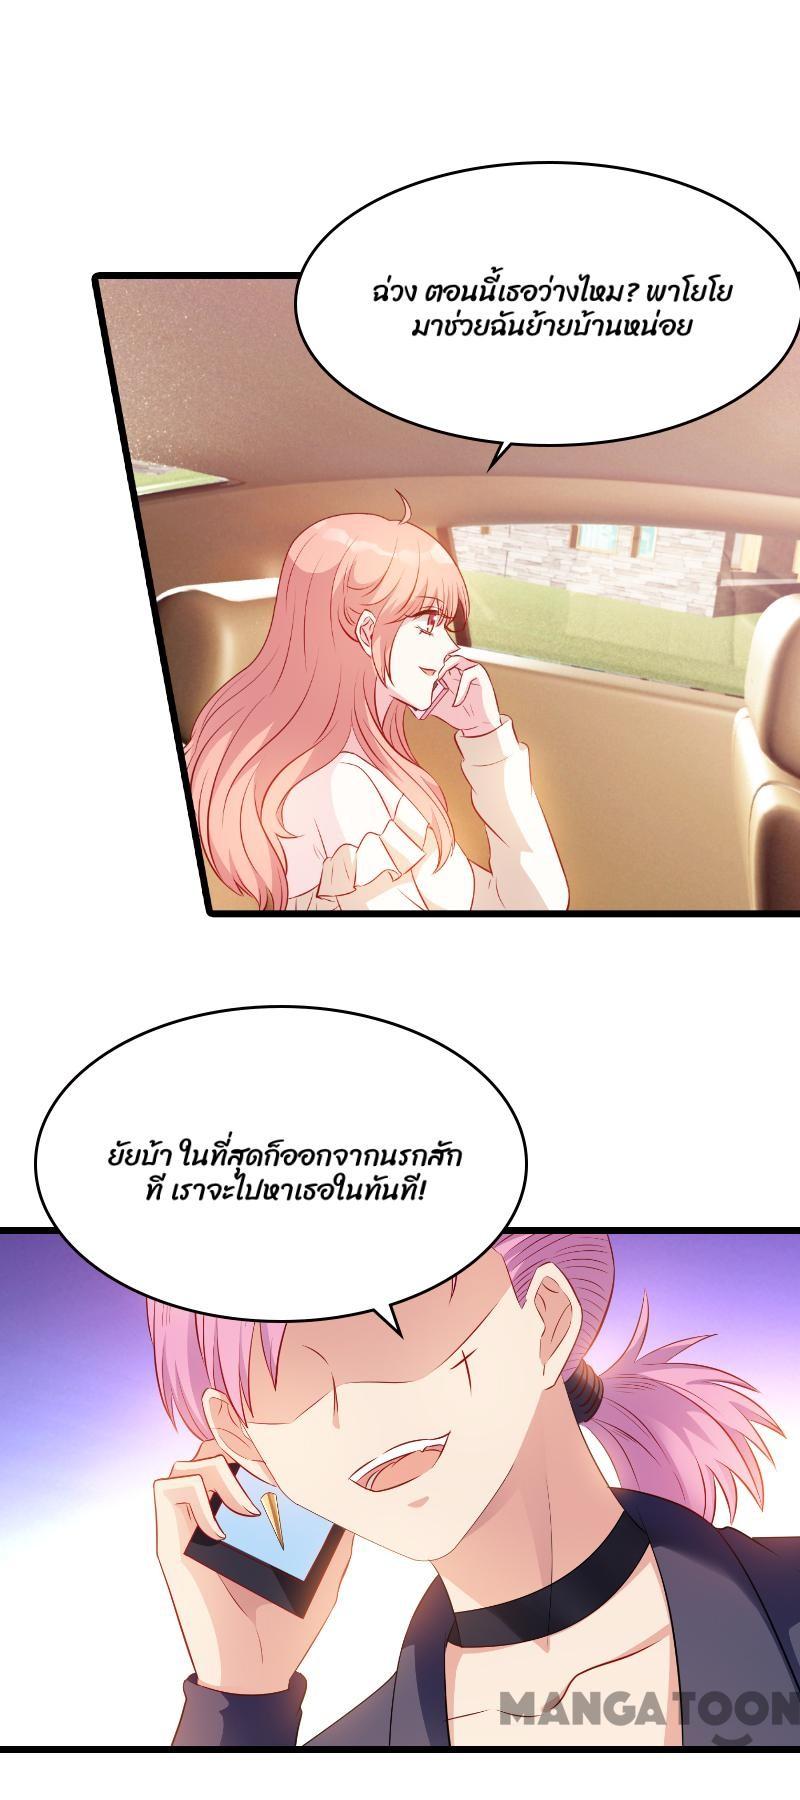 ฉ่วง ตอนนี้เธอว่างไหม? พาโยโย
มาช่วยฉันย้ายบ้านหน่อย
ยัยบ้า ในที่สุดก็ออกจากนรกสัก
ที เราจะไปหาเธอในทันที!
MANGATOON